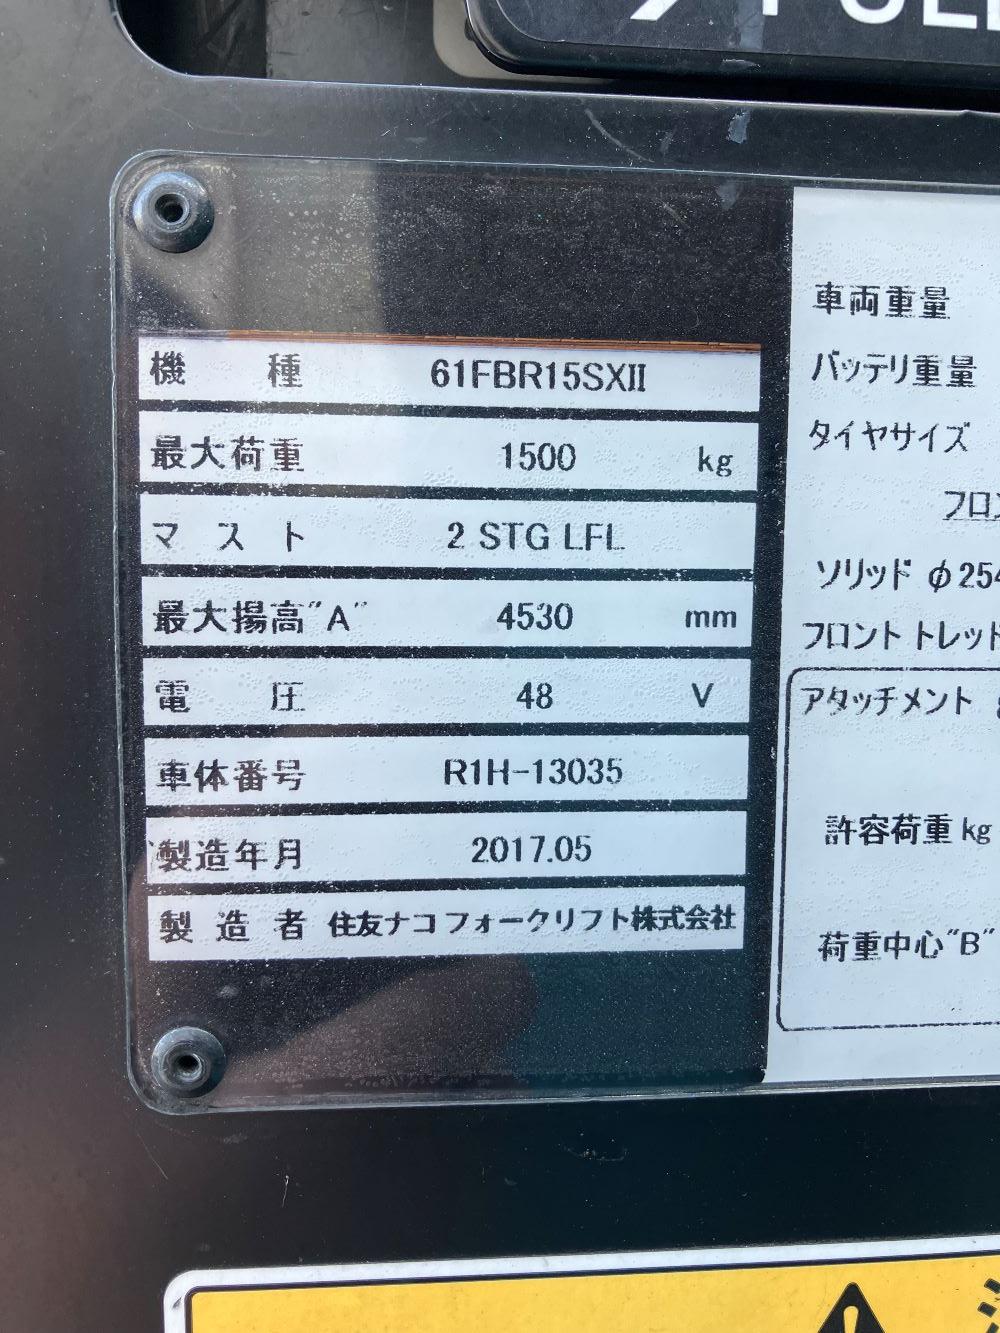 機種 61FBR15SXII
最大荷重 1500 kg
マスト 2 STG LFL
最大揚高"A" 4530 mm
電圧 48 V
車体番号 R1H-13035
製造年月 2017.05
製造者 住友ナコフォークリフト株式会社
車両重量
バッテリ重量
タイヤサイズ
ソリッド φ254
フロント トレッド
アタッチメント
許容荷重 kg
荷重中心"B"